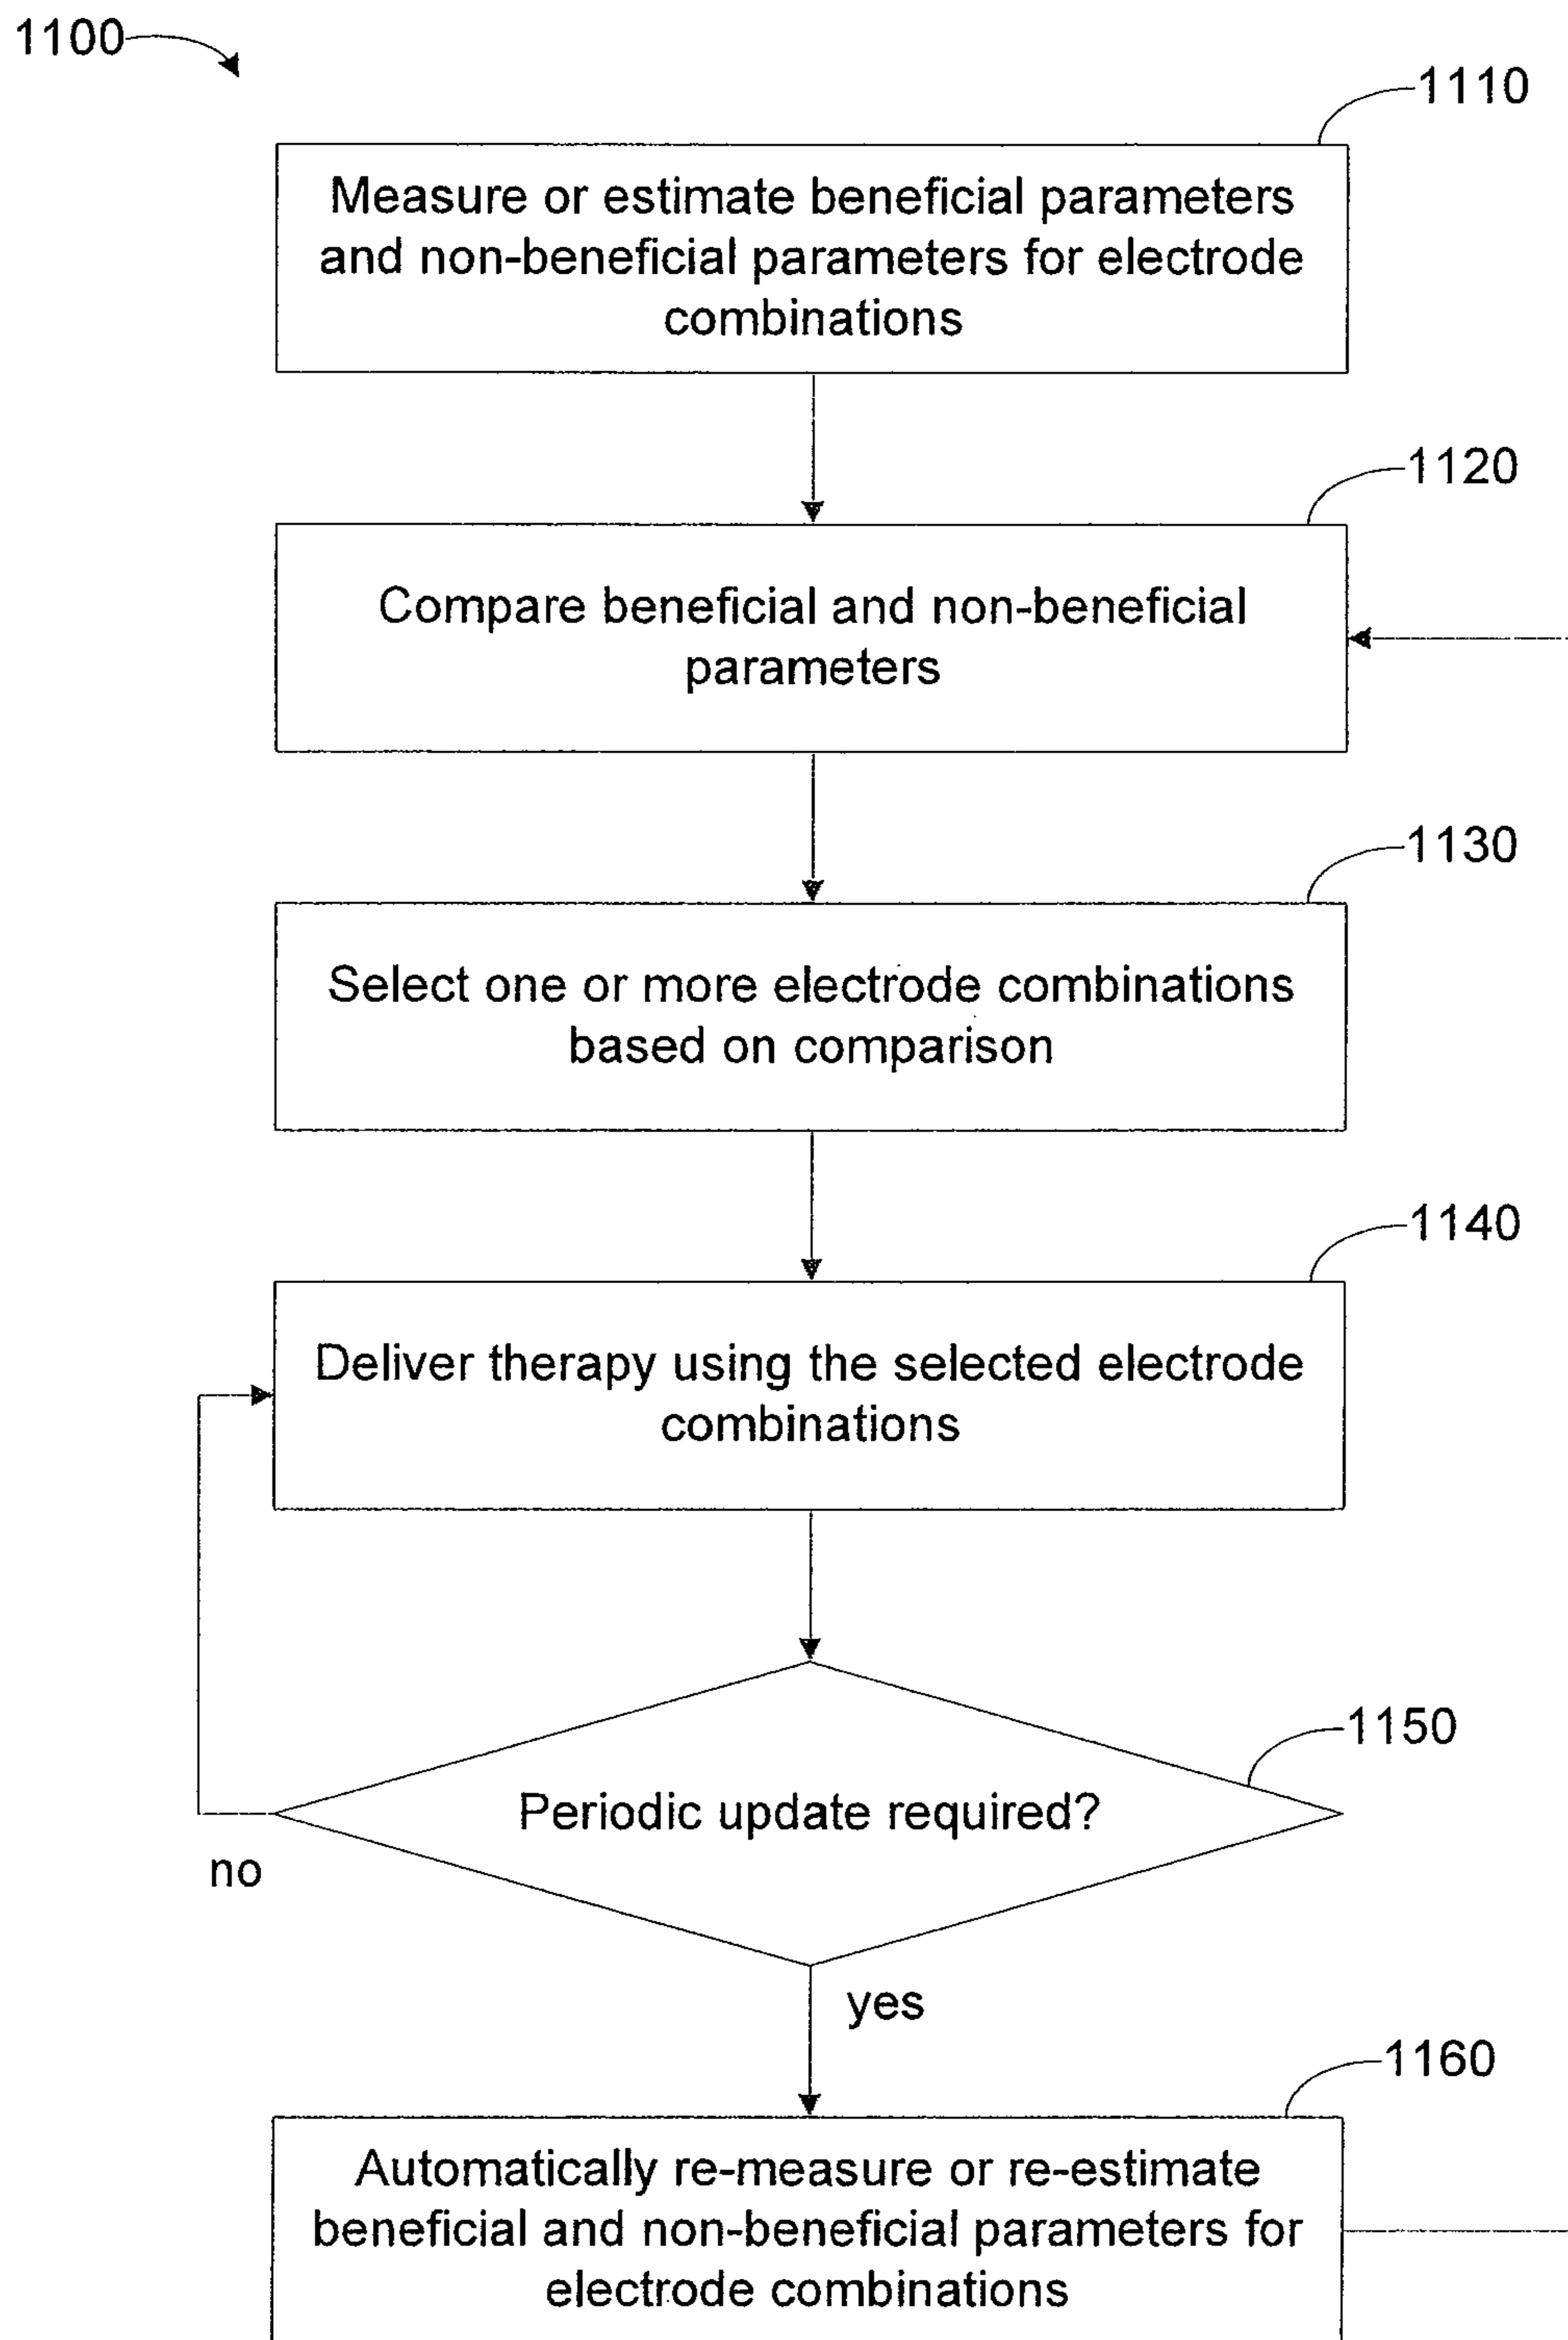 1100
1110
Measure or estimate beneficial parameters
and non-beneficial parameters for electrode
combinations
1120
Compare beneficial and non-beneficial
parameters
1130
Select one or more electrode combinations
based on comparison
1140
Deliver therapy using the selected electrode
combinations
1150
Periodic update required?
no
yes
1160
Automatically re-measure or re-estimate
beneficial and non-beneficial parameters for
electrode combinations